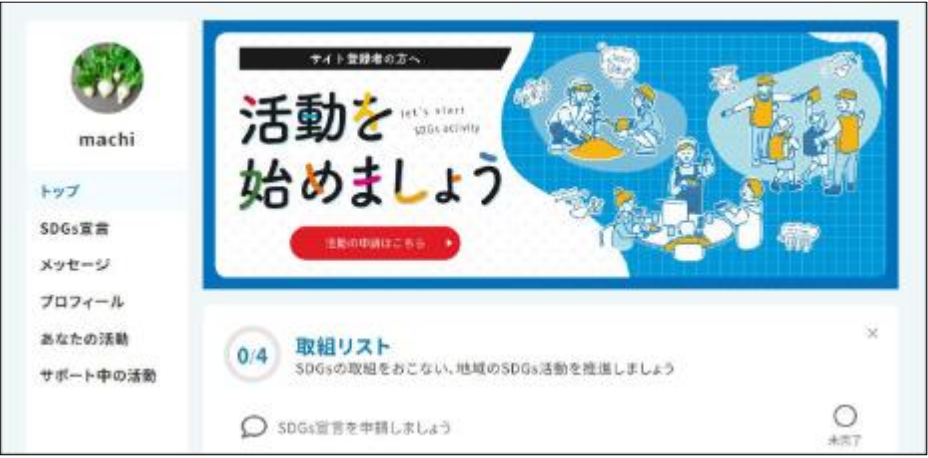 machi
トップ
SDGs宣言
メッセージ
プロフィール
あなたの活動
サポート中の活動
サイト登録者の方へ
活動を
let's start
SDGs activity
始めましょう
活動の申請はこちら
0/4
取組リスト
SDGsの取組をおこない、地域のSDGs活動を推進しましょう
SDGs宣言を申請しましょう
未完了